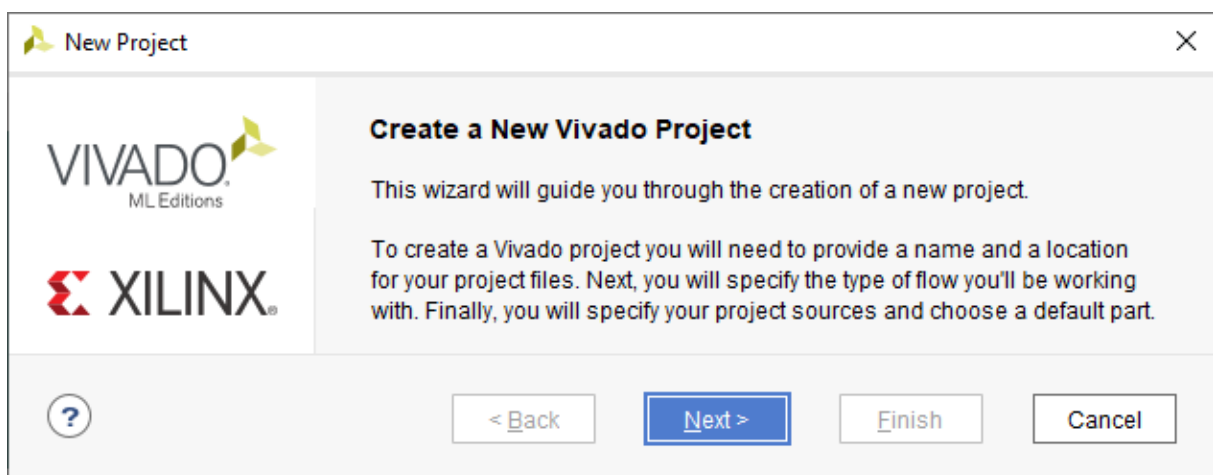 New Project
VIVADO.
ML Editions
XILINX.
Create a New Vivado Project
This wizard will guide you through the creation of a new project.
To create a Vivado project you will need to provide a name and a location
for your project files. Next, you will specify the type of flow you'll be working
with. Finally, you will specify your project sources and choose a default part.
?
< Back
Next >
Finish
Cancel